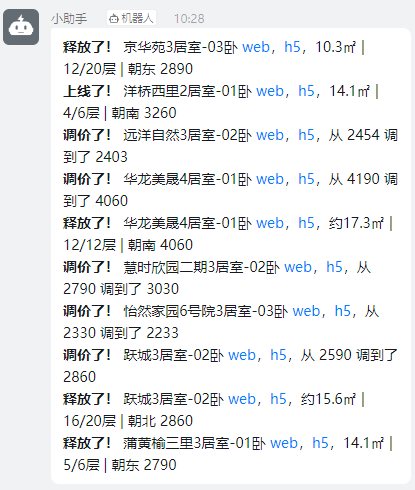 小助手 机器人 10:28
释放了! 京华苑3居室-03卧 web，h5，10.3㎡ |
12/20层 | 朝东 2890
上线了! 洋桥西里2居室-01卧 web，h5，14.1㎡ |
4/6层 | 朝南 3260
调价了! 远洋自然3居室-02卧 web，h5，从 2454 调
到了 2403
调价了! 华龙美晟4居室-01卧 web，h5，从 4190 调
到了 4060
释放了! 华龙美晟4居室-01卧 web，h5，约17.3㎡ |
12/12层 | 朝南 4060
调价了! 慧时欣园二期3居室-02卧 web，h5，从
2790 调到了 3030
调价了! 怡然家园6号院3居室-03卧 web，h5，从
2330 调到了 2233
调价了! 跃城3居室-02卧 web，h5，从 2590 调到了
2860
释放了! 跃城3居室-02卧 web，h5，约15.6㎡ |
16/20层 | 朝北 2860
释放了! 蒲黄榆三里3居室-01卧 web，h5，14.1㎡ |
5/6层 | 朝东 2790